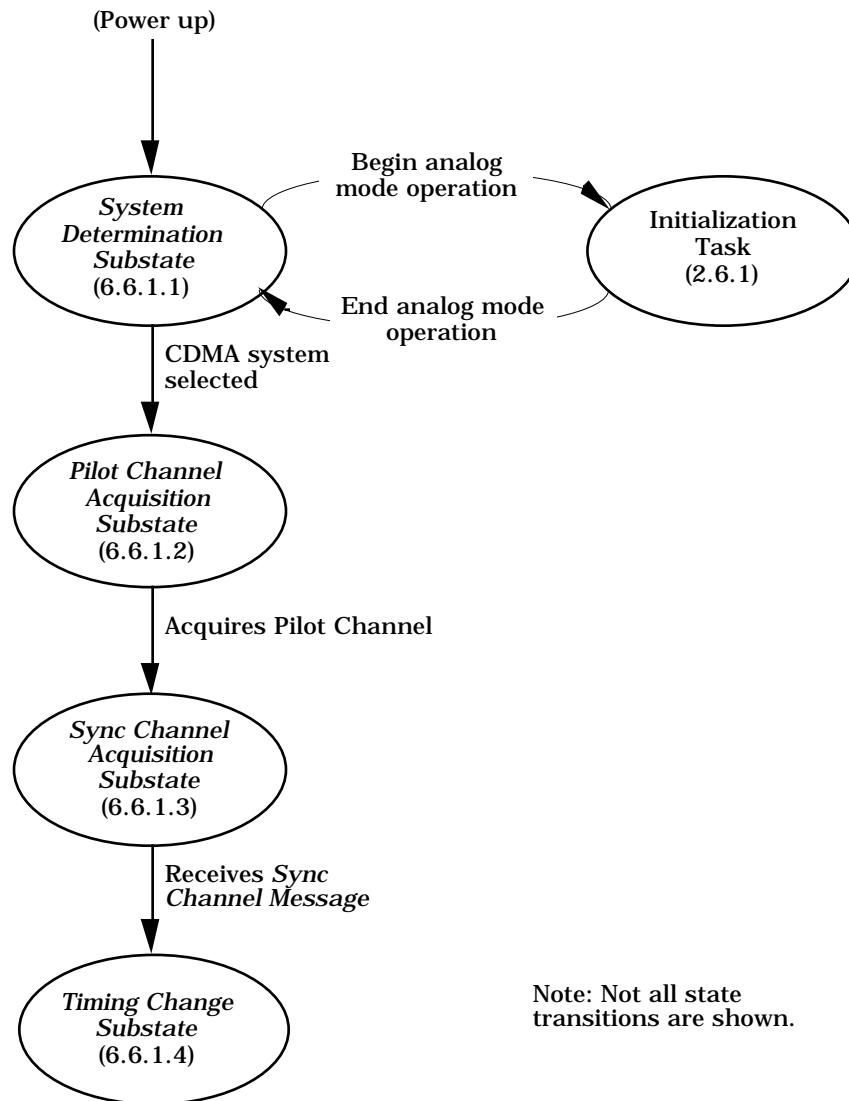 (Power up)
System
Determination
Substate
(6.6.1.1)
Begin analog
mode operation
Initialization
Task
(2.6.1)
End analog mode
operation
CDMA system
selected
Pilot Channel
Acquisition
Substate
(6.6.1.2)
Acquires Pilot Channel
Sync Channel
Acquisition
Substate
(6.6.1.3)
Receives Sync
Channel Message
Timing Change
Substate
(6.6.1.4)
Note: Not all state
transitions are shown.